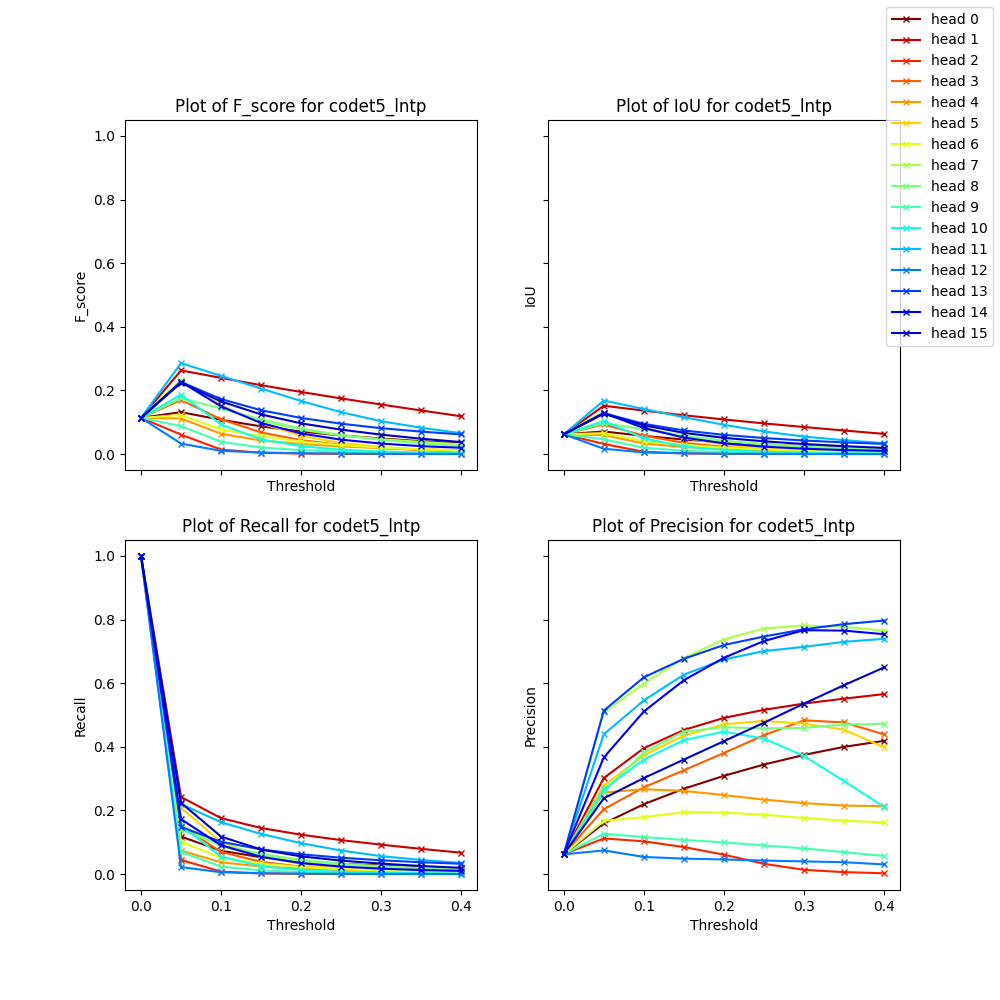 Plot of F_score for codet5_lntp
1.0
0.8
0.6
0.4
0.2
0.0
F_score
Threshold
Plot of IoU for codet5_lntp
IoU
Threshold
head 0
head 1
head 2
head 3
head 4
head 5
head 6
head 7
head 8
head 9
head 10
head 11
head 12
head 13
head 14
head 15
Plot of Recall for codet5_lntp
1.0
0.8
0.6
0.4
0.2
0.0
Recall
0.0 0.1 0.2 0.3 0.4
Threshold
Plot of Precision for codet5_lntp
Precision
0.0 0.1 0.2 0.3 0.4
Threshold